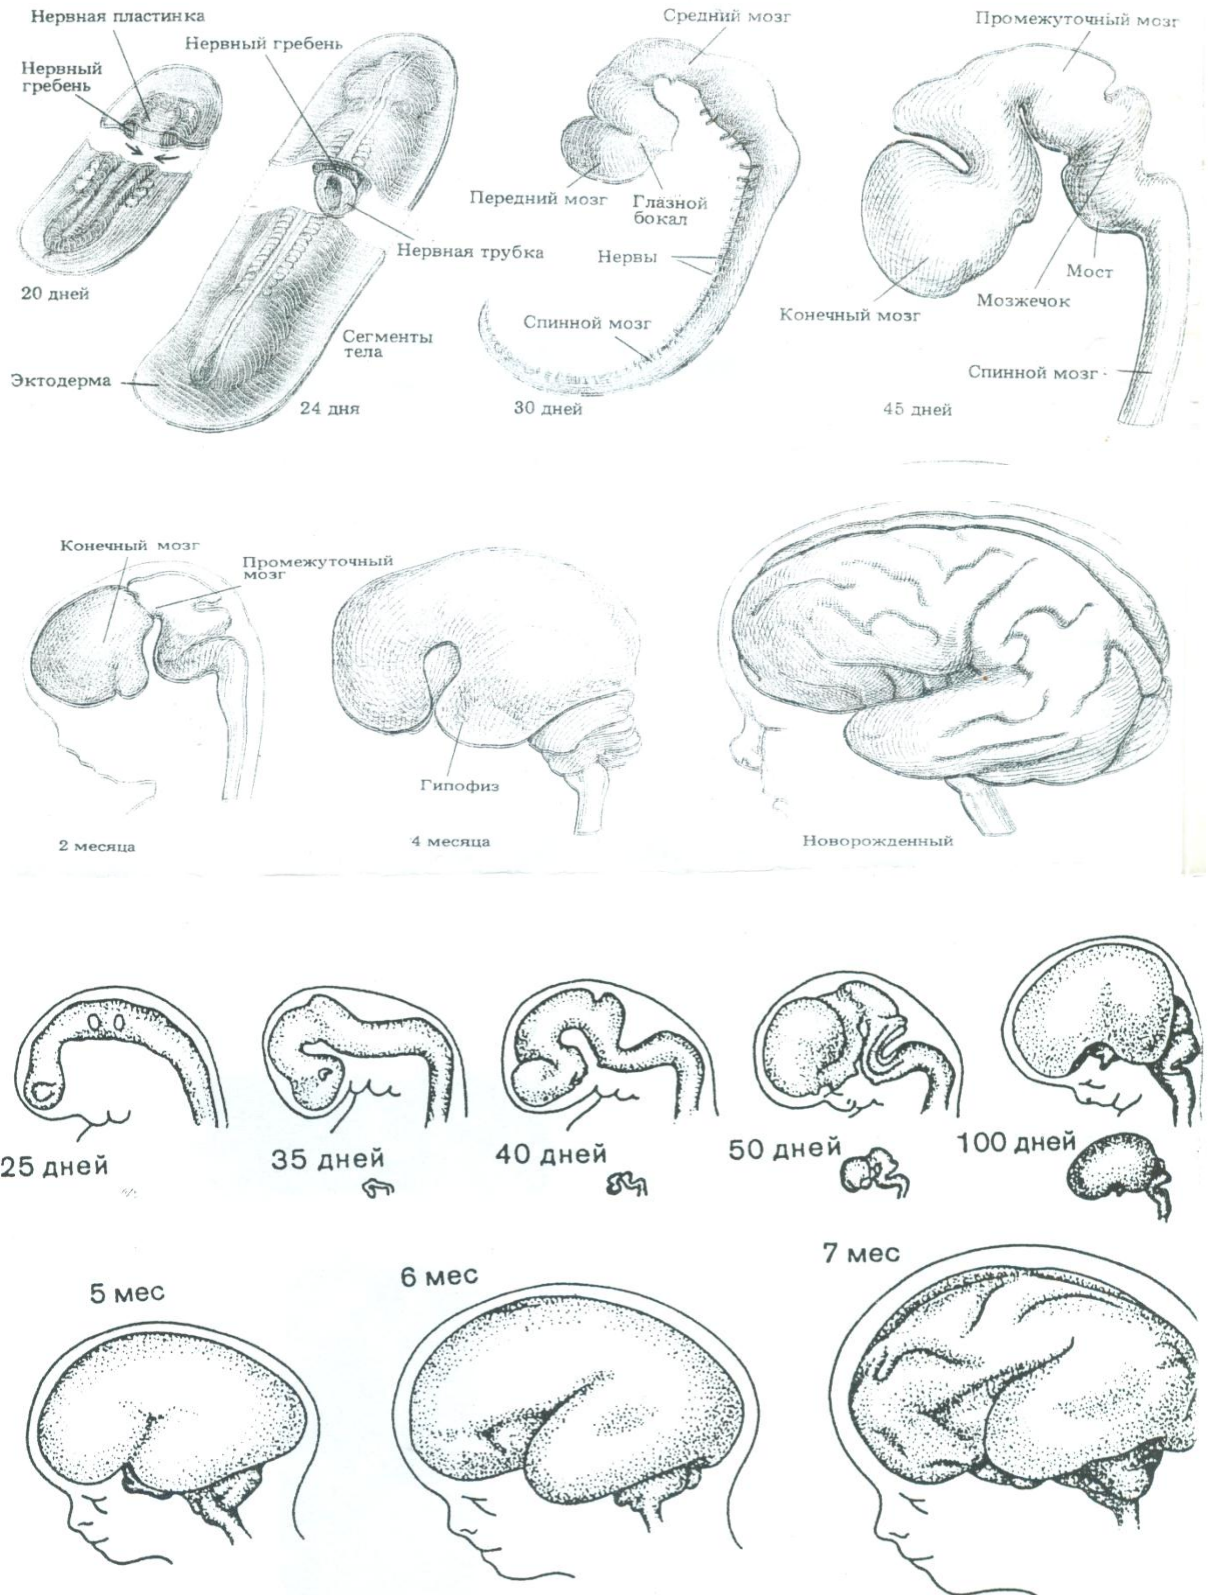 Нервная пластинка
Нервный гребень
Нервный
гребень
Нервная трубка
20 дней
Сегменты
тела
Эктодерма
24 дня
Средний мозг
Передний мозг
Глазной
бокал
Нервы
Спинной мозг
30 дней
Промежуточный мозг
Мост
Мозжечок
Конечный мозг
Спинной мозг
45 дней
Конечный мозг
Промежуточный
мозг
2 месяца
Гипофиз
4 месяца
Новорожденный
25 дней
35 дней
40 дней
50 дней
100 дней
5 мес
6 мес
7 мес